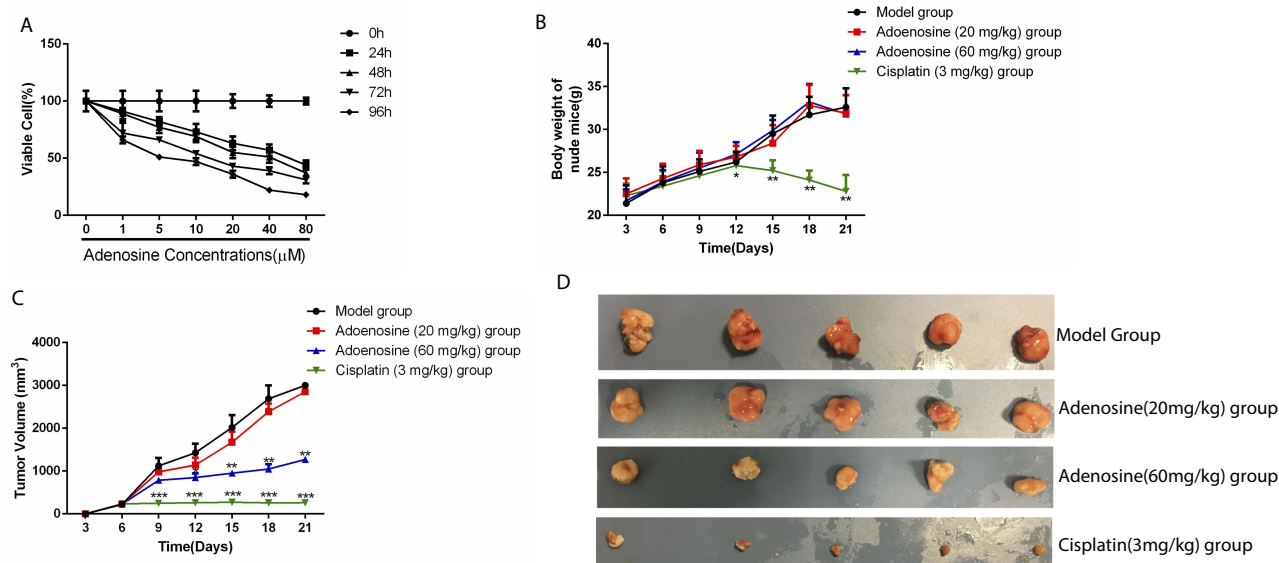 A
0h
24h
48h
72h
96h
Viable Cell(%)
150
100
50
0
0 1 5 10 20 40 80
Adenosine Concentrations(μM)
B
Model group
Adoenosine (20 mg/kg) group
Adoenosine (60 mg/kg) group
Cisplatin (3 mg/kg) group
Body weight of
nude mice(g)
40
35
30
25
20
* ** ** **
3 6 9 12 15 18 21
Time(Days)
C
Model group
Adoenosine (20 mg/kg) group
Adoenosine (60 mg/kg) group
Cisplatin (3 mg/kg) group
Tumor Volume (mm³)
4000
3000
2000
1000
0
** ** **
*** *** *** *** ***
3 6 9 12 15 18 21
Time(Days)
D
Model Group
Adenosine(20mg/kg) group
Adenosine(60mg/kg) group
Cisplatin(3mg/kg) group